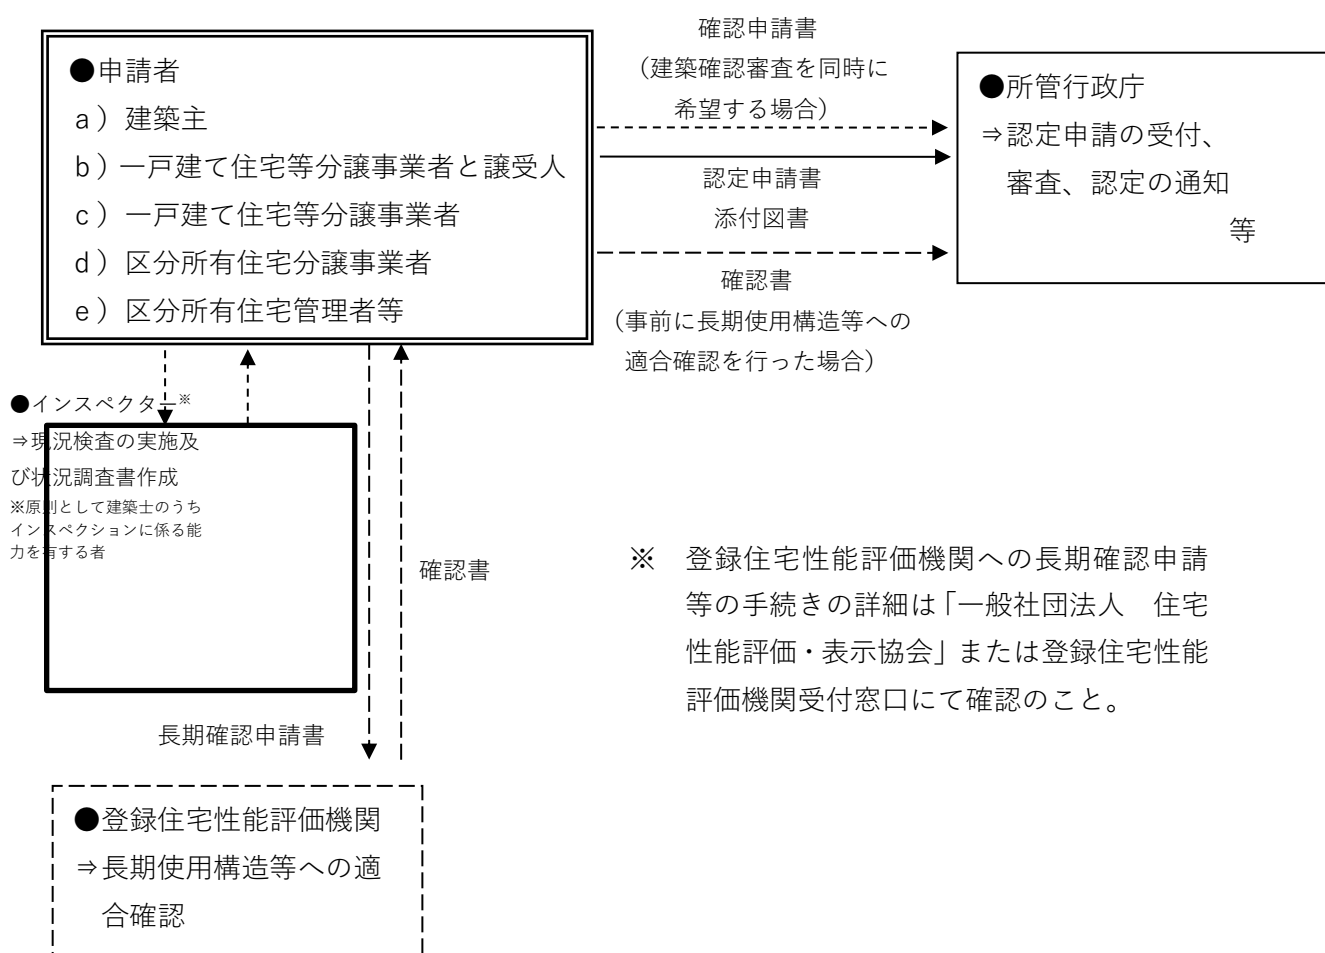 ●申請者
a）建築主
b）一戸建て住宅等分譲事業者と譲受人
c）一戸建て住宅等分譲事業者
d）区分所有住宅分譲事業者
e）区分所有住宅管理者等
確認申請書
（建築確認審査を同時に
希望する場合）
認定申請書
添付図書
確認書
（事前に長期使用構造等への
適合確認を行った場合）
●所管行政庁
⇒認定申請の受付、
審査、認定の通知
等
●インスペクター※
⇒現況検査の実施及
び状況調査書作成
※原則として建築士のうち
インスペクションに係る能
力を有する者
確認書
長期確認申請書
※　登録住宅性能評価機関への長期確認申請
等の手続きの詳細は「一般社団法人　住宅
性能評価・表示協会」または登録住宅性能
評価機関受付窓口にて確認のこと。
●登録住宅性能評価機関
⇒長期使用構造等への適
合確認